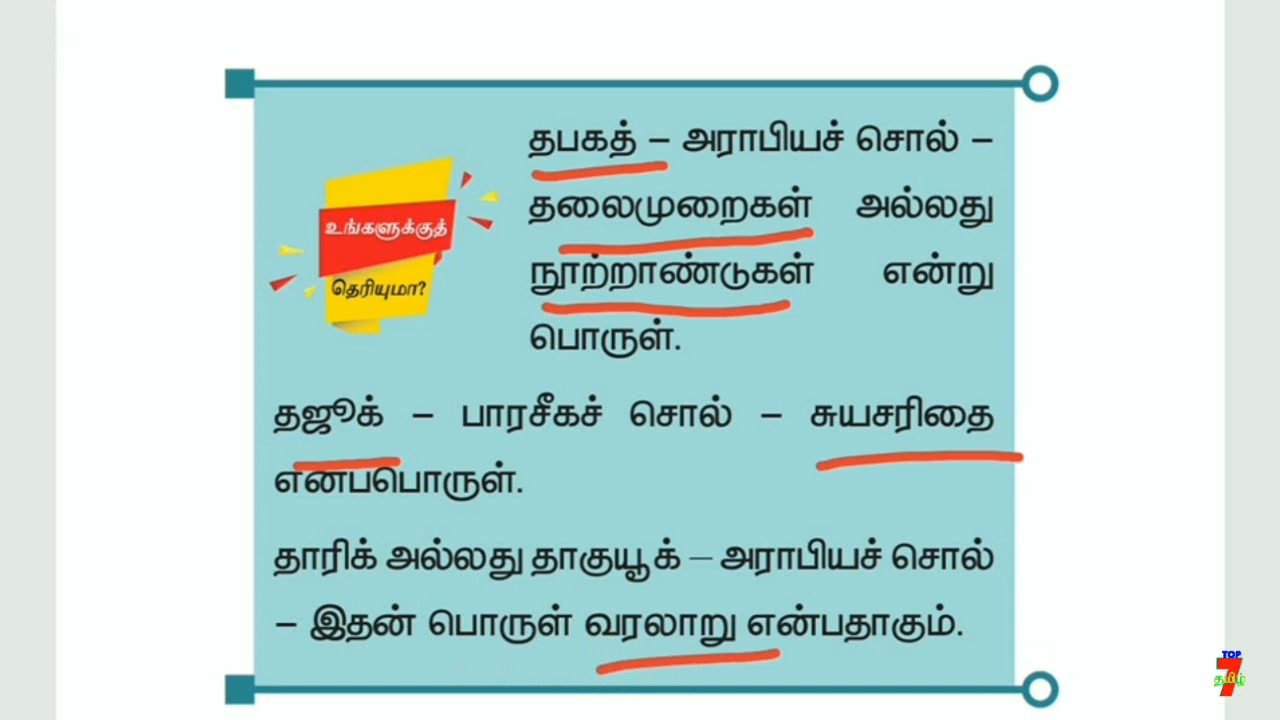 உங்களுக்குத்
தெரியுமா?
தபகத் – அராபியச் சொல் –
தலைமுறைகள் அல்லது
நூற்றாண்டுகள் என்று
பொருள்.
தஜூக் – பாரசீகச் சொல் – சுயசரிதை
எனப்பொருள்.
தாரிக் அல்லது தாகுயூக் – அராபியச் சொல்
– இதன் பொருள் வரலாறு என்பதாகும்.
TOP
7
தமிழ்